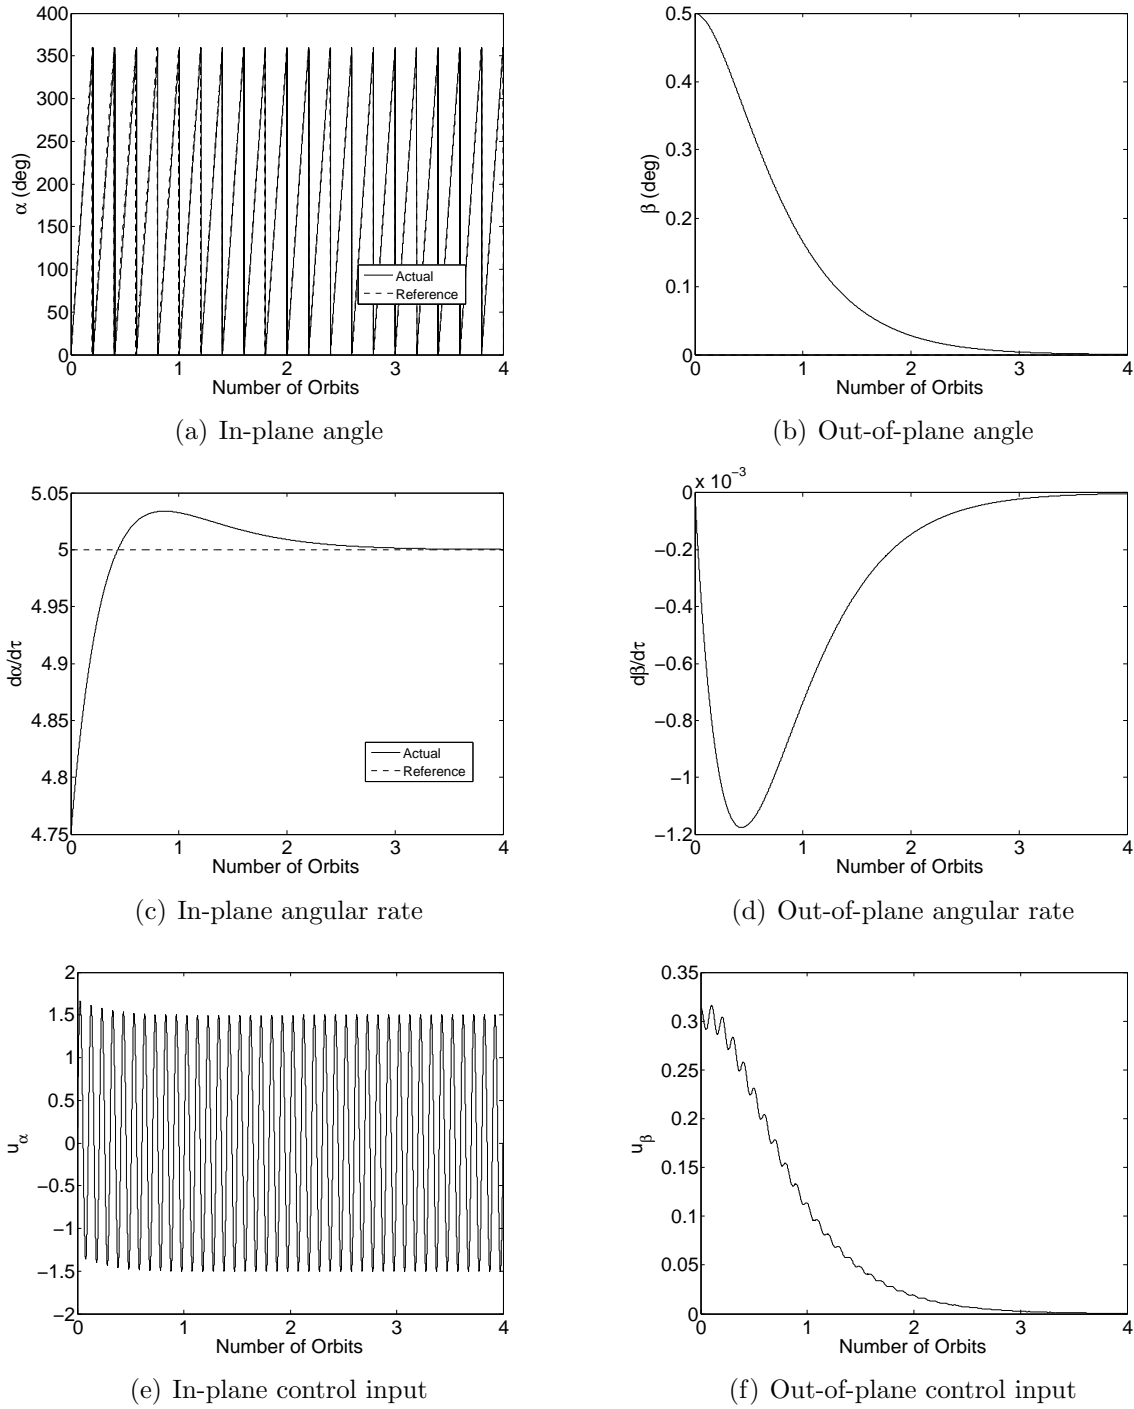 400
350
300
250
200
150
100
50
0
α (deg)
0 1 2 3 4
Number of Orbits
Actual
Reference
(a) In-plane angle
0.5
0.4
0.3
0.2
0.1
0
β (deg)
0 1 2 3 4
Number of Orbits
(b) Out-of-plane angle
5.05
5
4.95
4.9
4.85
4.8
4.75
dα/dτ
0 1 2 3 4
Number of Orbits
Actual
Reference
(c) In-plane angular rate
x 10⁻³
0
−0.2
−0.4
−0.6
−0.8
−1
−1.2
dβ/dτ
0 1 2 3 4
Number of Orbits
(d) Out-of-plane angular rate
2
1.5
1
0.5
0
−0.5
−1
−1.5
−2
u_α
0 1 2 3 4
Number of Orbits
(e) In-plane control input
0.35
0.3
0.25
0.2
0.15
0.1
0.05
0
u_β
0 1 2 3 4
Number of Orbits
(f) Out-of-plane control input